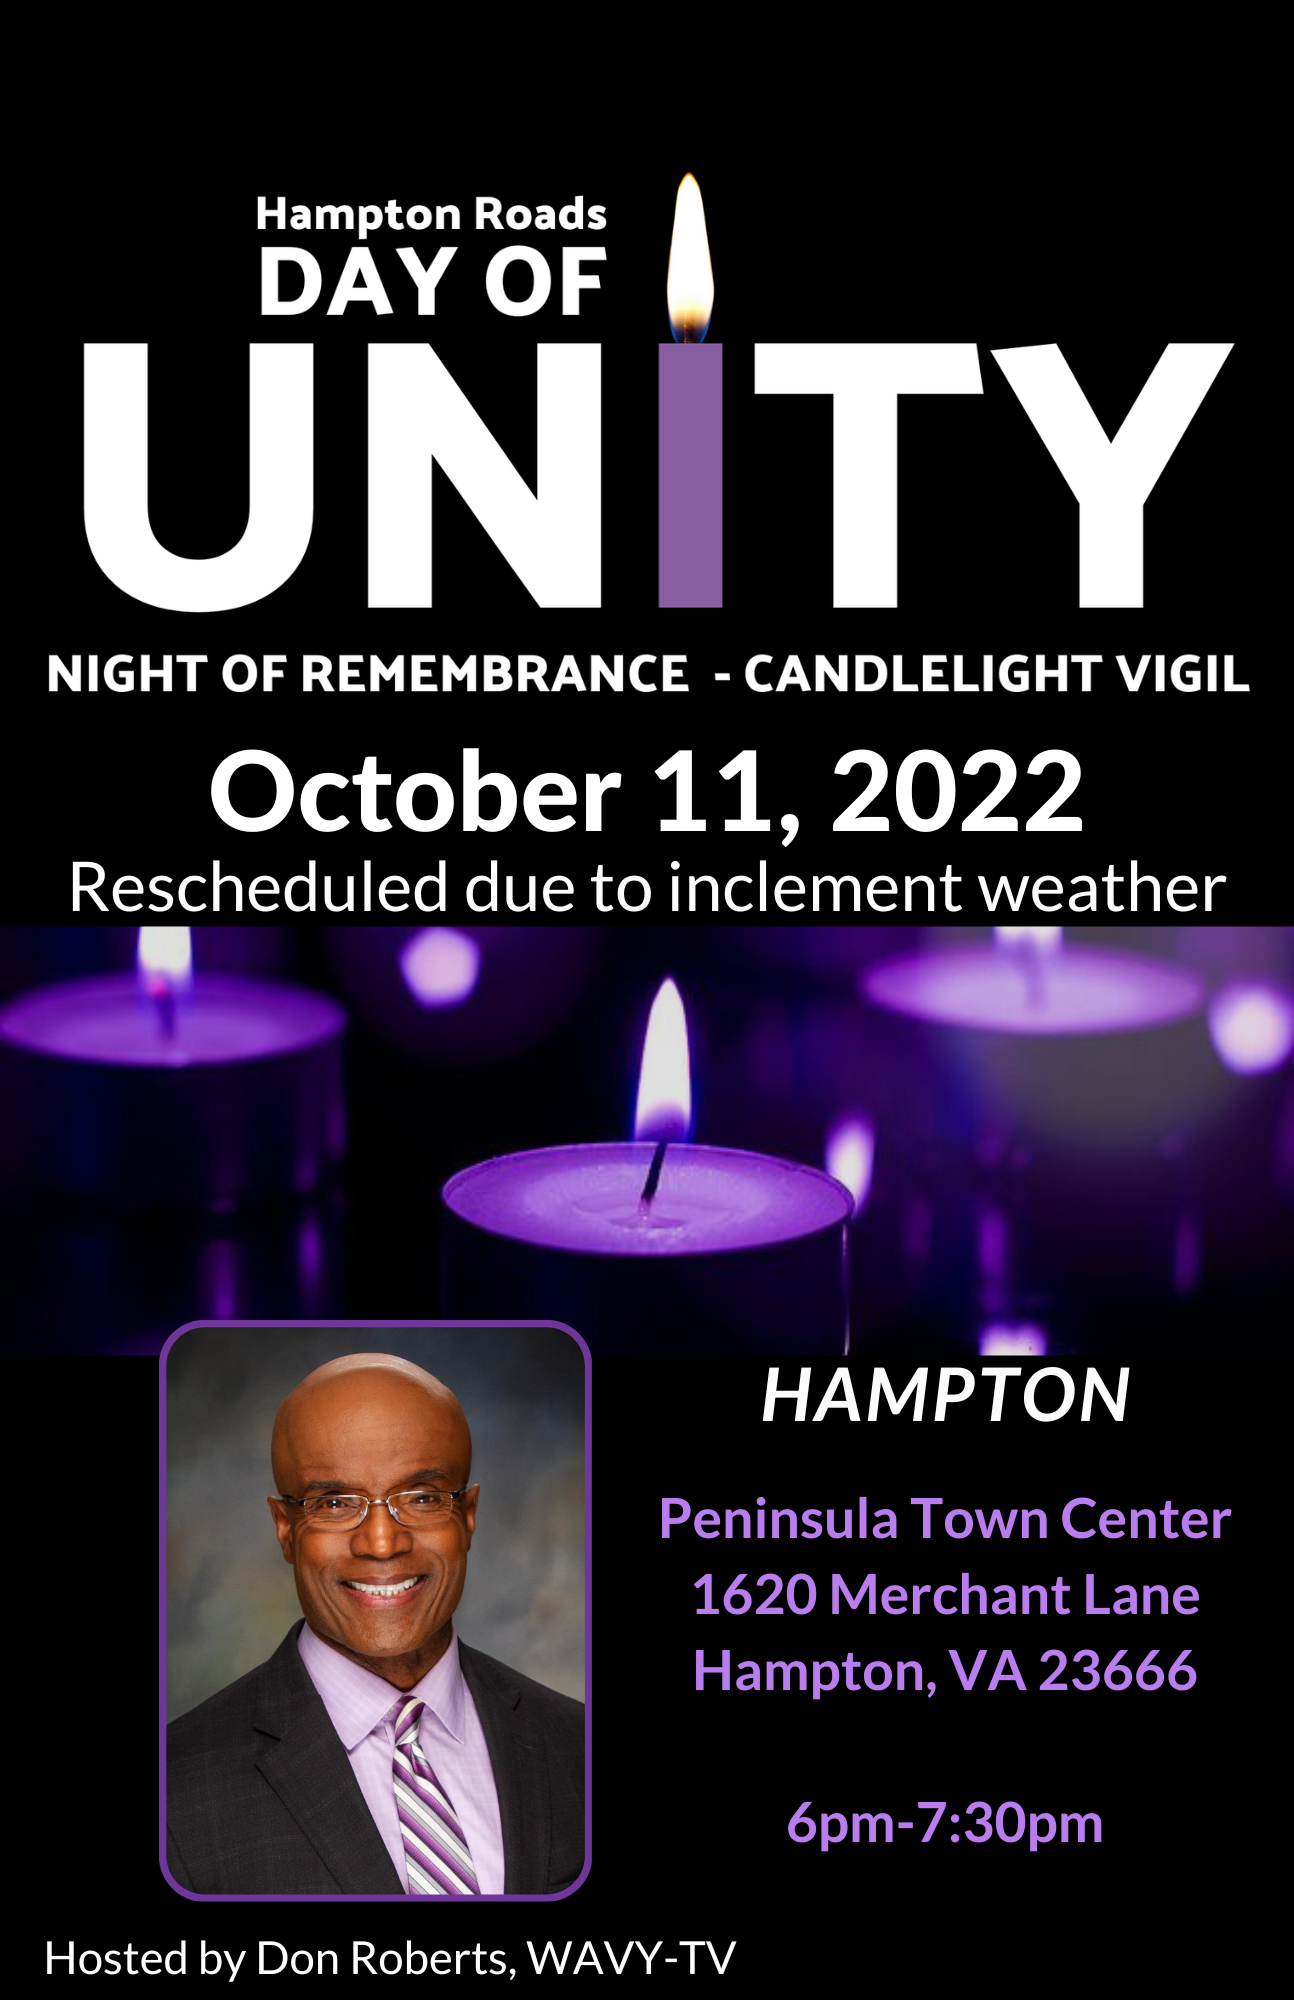 Hampton Roads
DAY OF
UNITY
NIGHT OF REMEMBRANCE - CANDLELIGHT VIGIL
October 11, 2022
Rescheduled due to inclement weather
HAMPTON
Peninsula Town Center
1620 Merchant Lane
Hampton, VA 23666
6pm-7:30pm
Hosted by Don Roberts, WAVY-TV